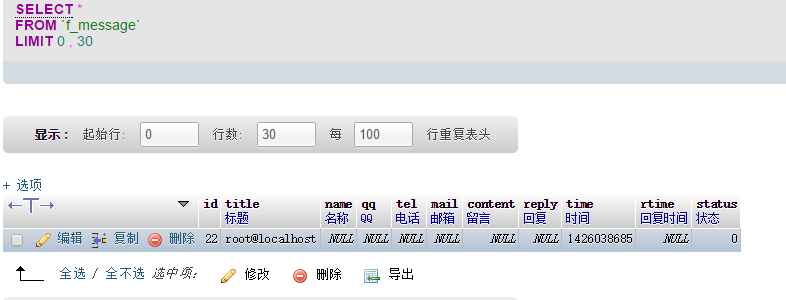 SELECT *
FROM `f_message`
LIMIT 0 , 30
显示： 起始行: 0 行数: 30 每 100 行重复表头
+ 选项
←T→ id title name qq tel mail content reply time rtime status
标题 名称 QQ 电话 邮箱 留言 回复 时间 回复时间 状态
编辑 复制 删除 22 root@localhost NULL NULL NULL NULL NULL NULL 1426038685 NULL 0
全选 / 全不选 选中项: 修改 删除 导出